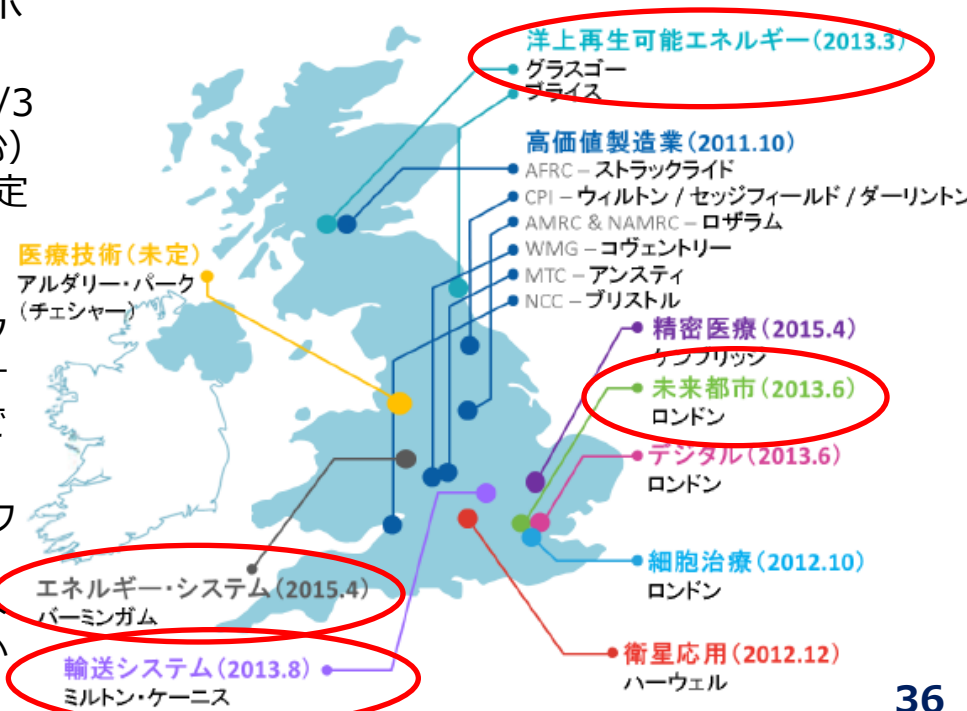 /3
定
洋上再生可能エネルギー(2013.3)
グラスゴー
ブライス
高価値製造業(2011.10)
AFRC – ストラックライド
CPI – ウィルトン / セッジフィールド / ダーリントン
AMRC & NAMRC – ロザラム
WMG – コヴェントリー
MTC – アンスティ
NCC – ブリストル
医療技術(未定)
アルダリー・パーク
(チェシャー)
精密医療(2015.4)
ケンブリッジ
未来都市(2013.6)
ロンドン
デジタル(2013.6)
ロンドン
細胞治療(2012.10)
ロンドン
エネルギー・システム(2015.4)
バーミンガム
輸送システム(2013.8)
ミルトン・ケーニス
衛星応用(2012.12)
ハーウェル
36